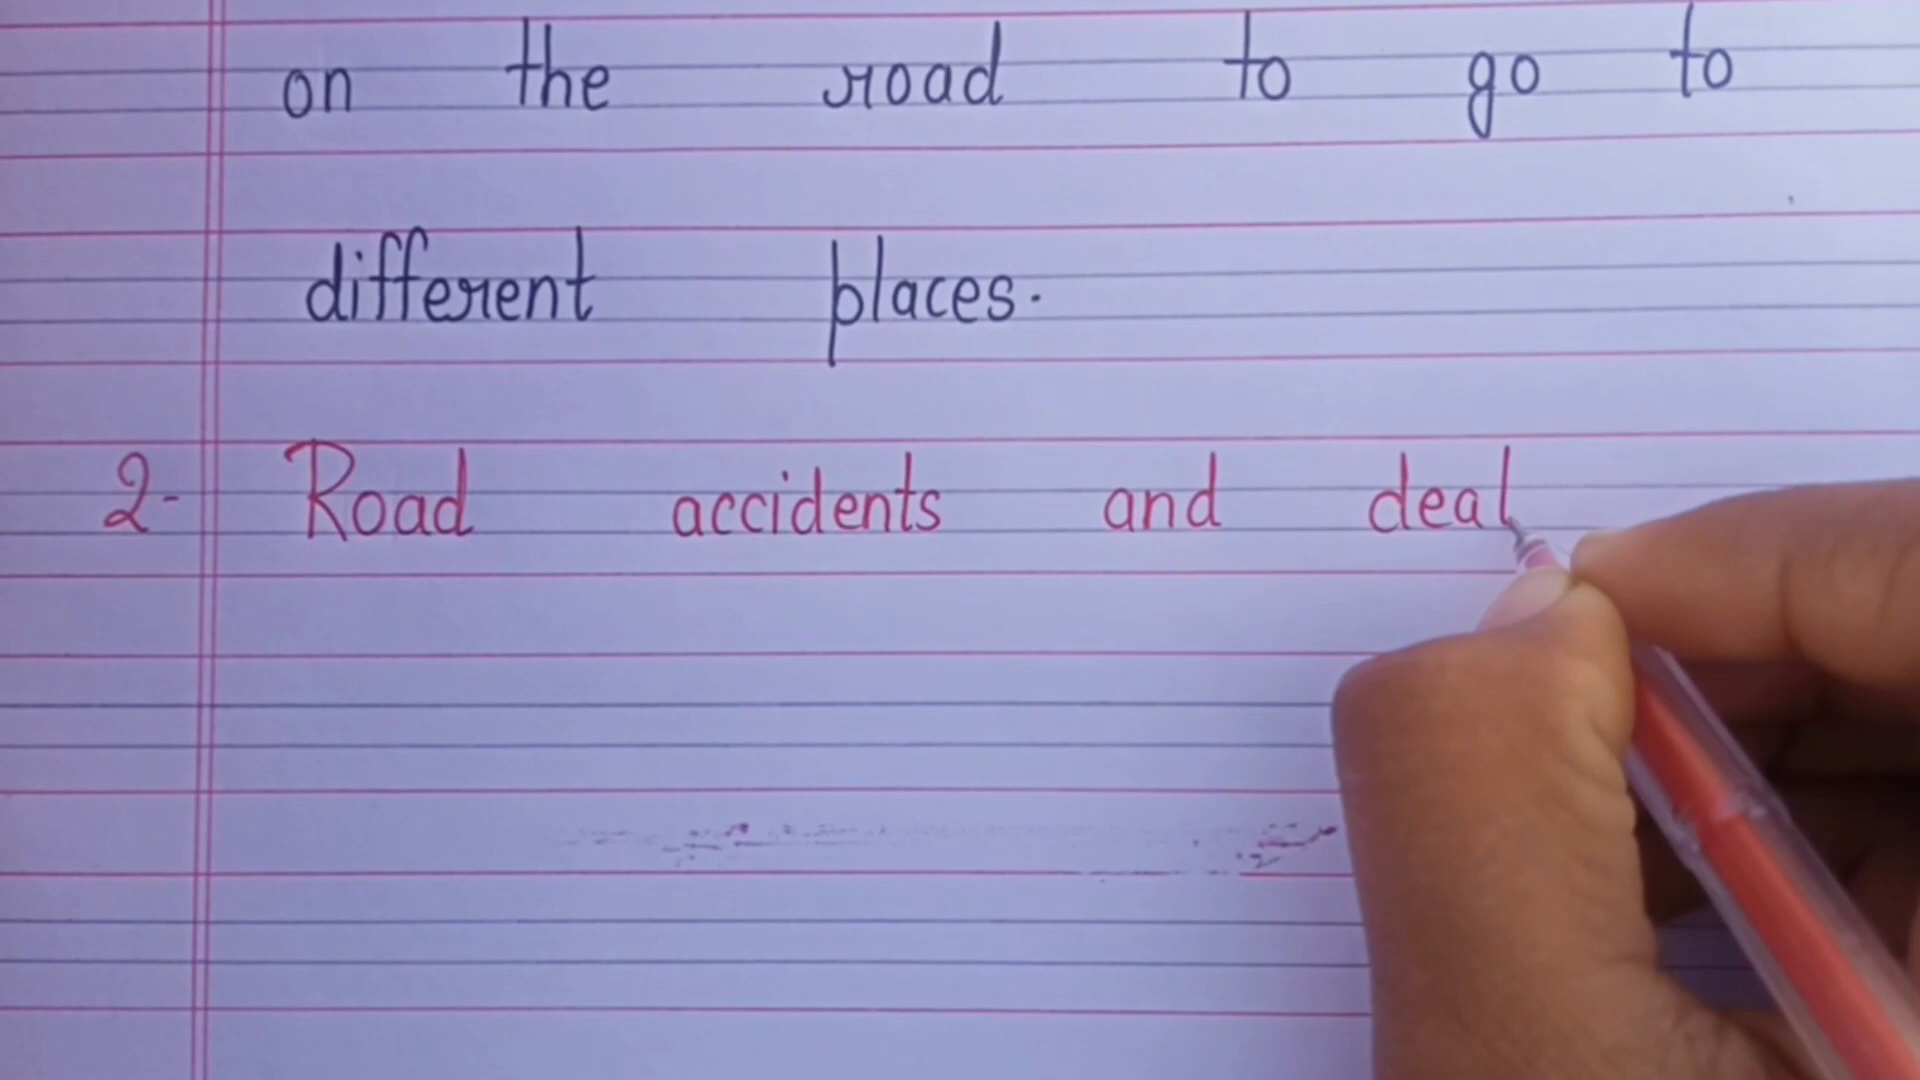 on the road to go to
different places.
2- Road accidents and deal